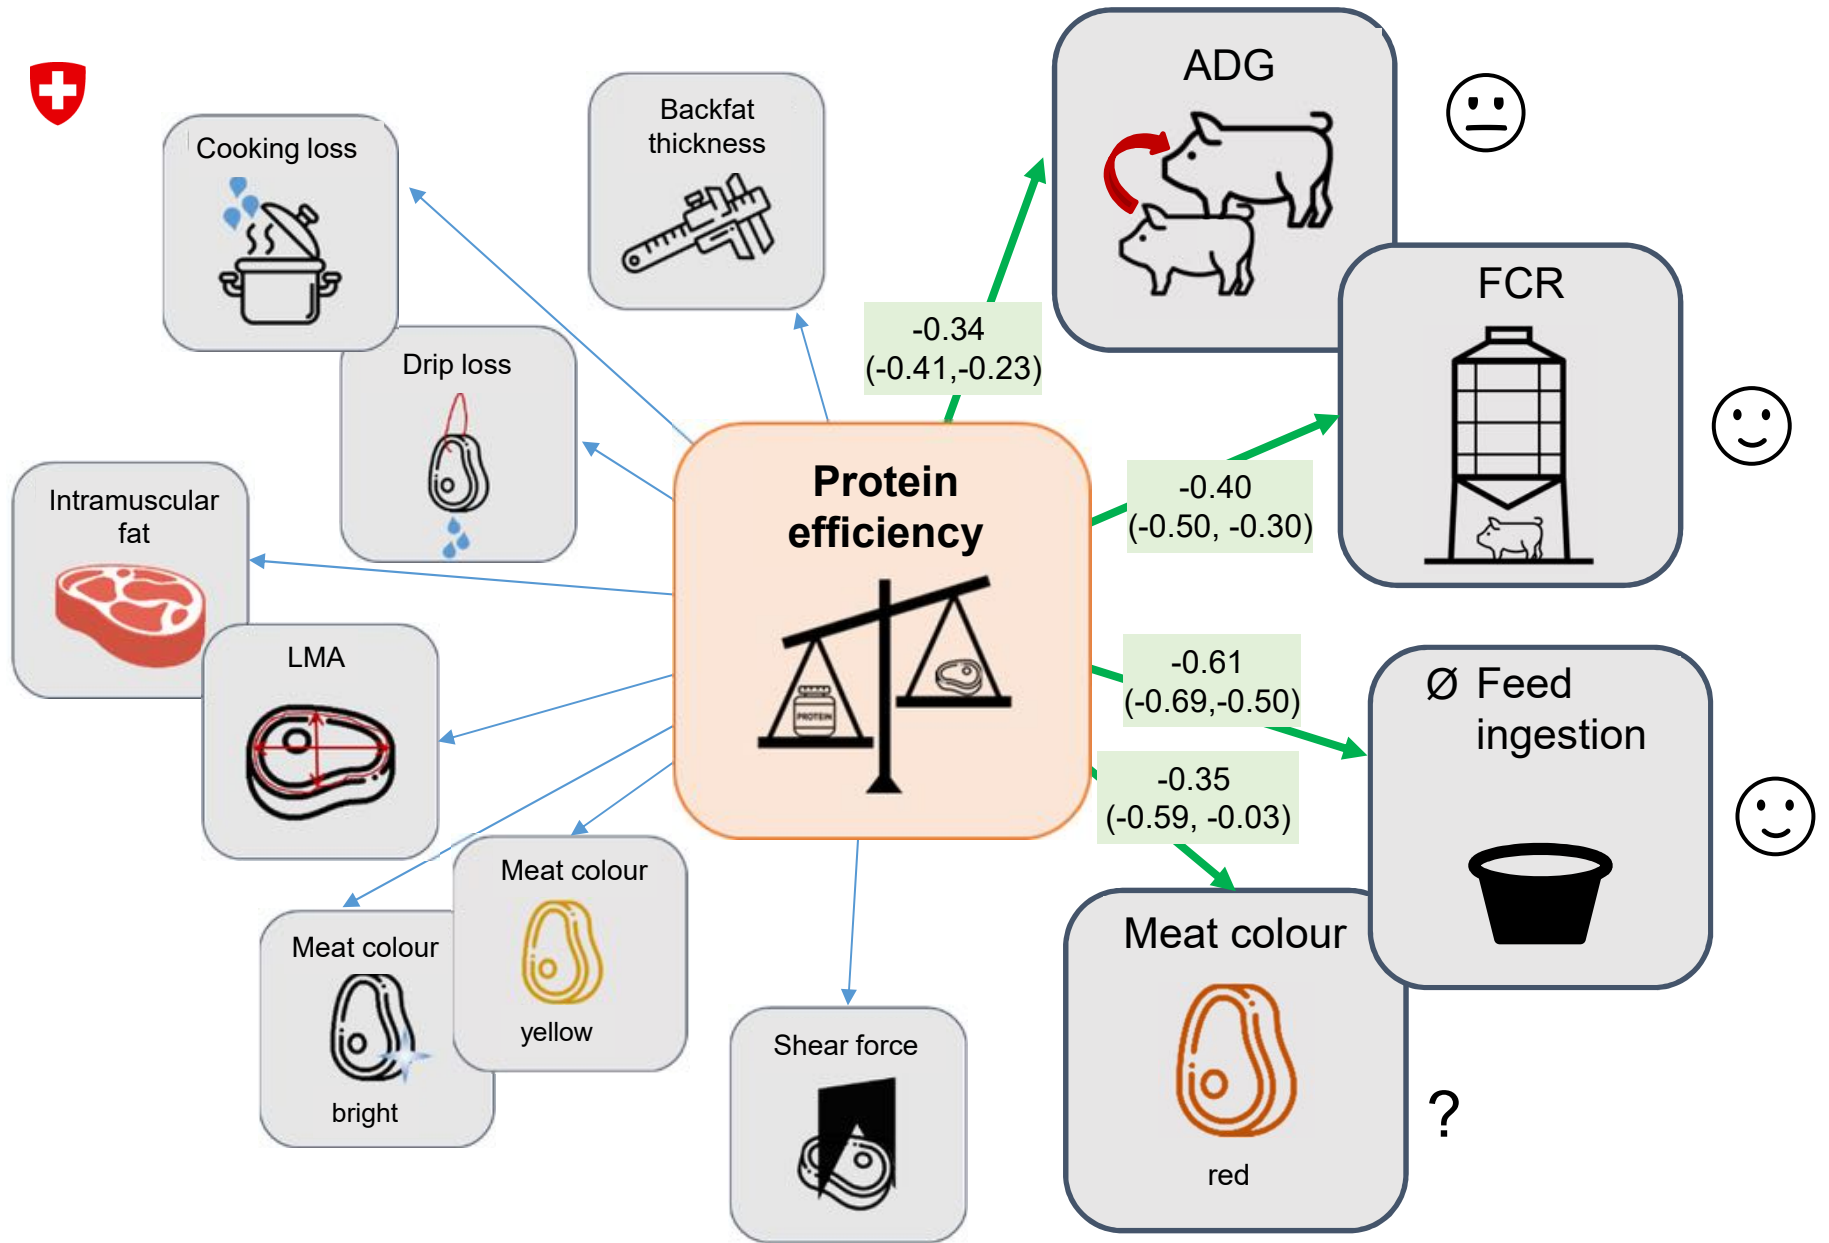 ADG
Backfat
thickness
Cooking loss
FCR
-0.34
(-0.41,-0.23)
Drip loss
Protein
efficiency
-0.40
(-0.50, -0.30)
Intramuscular
fat
LMA
PROTEIN
-0.61
(-0.69,-0.50)
Ø Feed
ingestion
-0.35
(-0.59, -0.03)
Meat colour
yellow
Meat colour
bright
Shear force
Meat colour
red
?